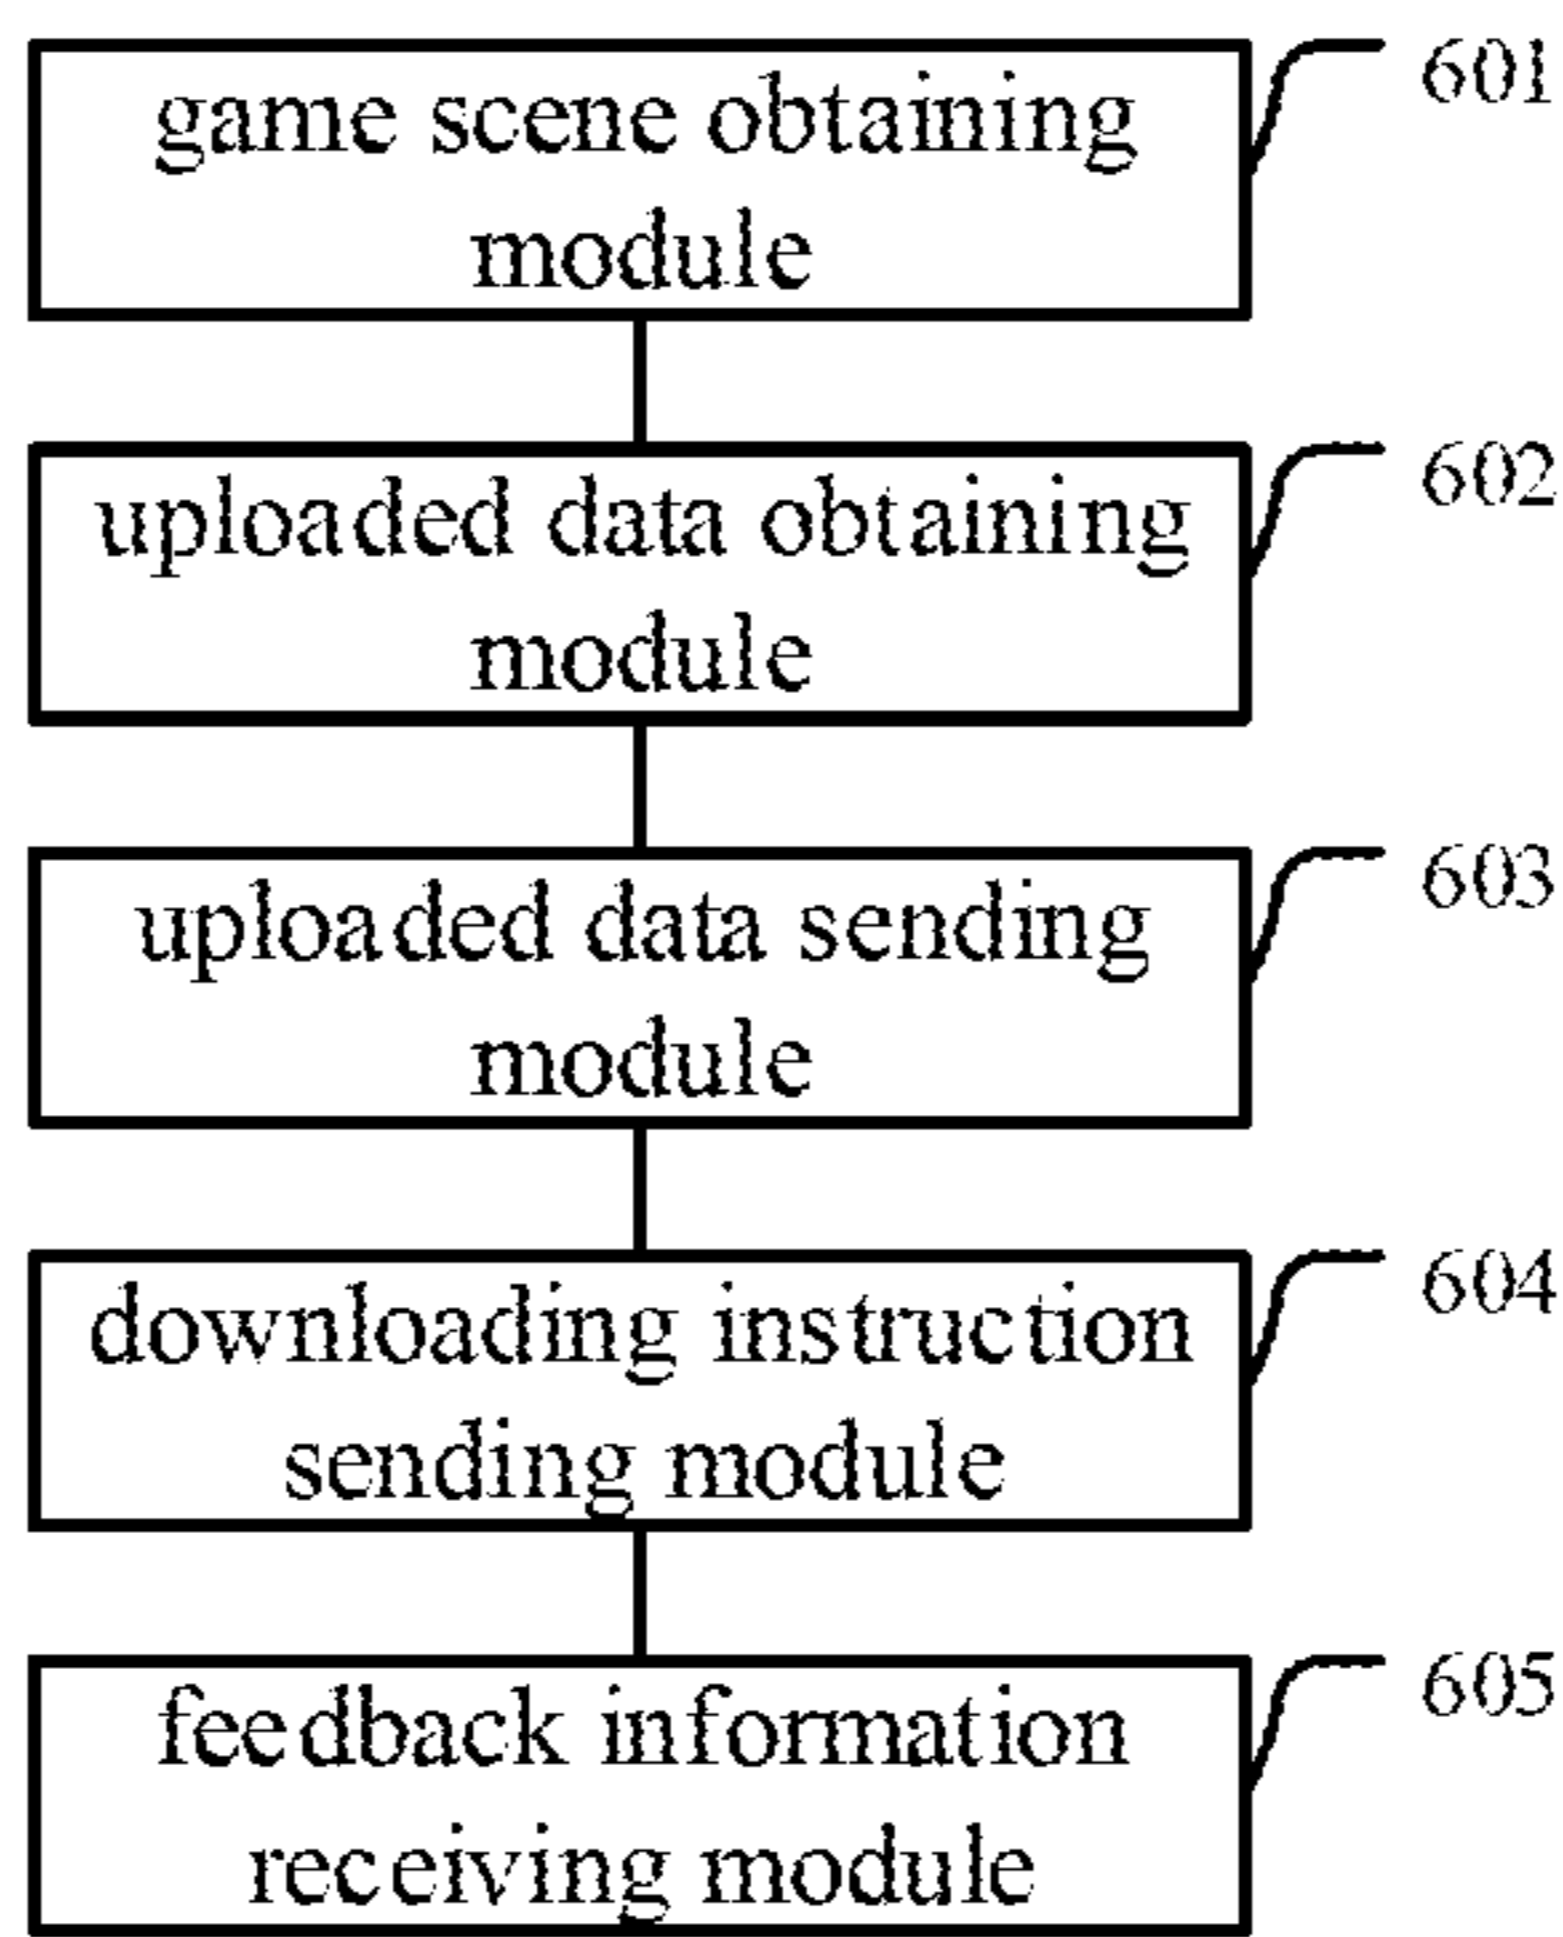 game scene obtaining
module
601
uploaded data obtaining
module
602
uploaded data sending
module
603
downloading instruction
sending module
604
feedback information
receiving module
605